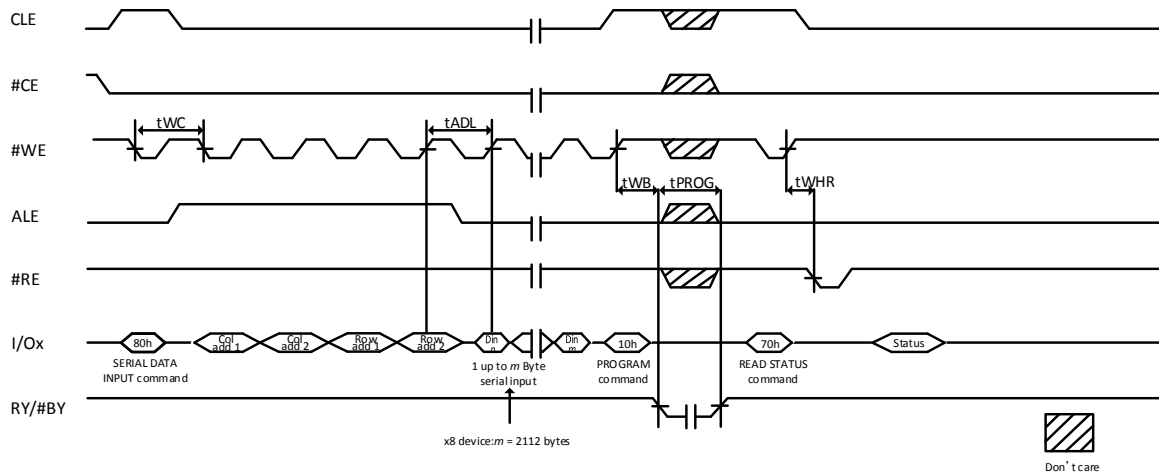 CLE
#CE
tWC
tADL
#WE
tWB
tPROG
tWHR
ALE
#RE
I/Ox
80h
Col
add 1
Col
add 2
Row
add 1
Row
add 2
Din
n
Din
m
10h
70h
Status
SERIAL DATA
INPUT command
1 up to m Byte
serial input
PROGRAM
command
READ STATUS
command
RY/#BY
x8 device:m = 2112 bytes
Don't care